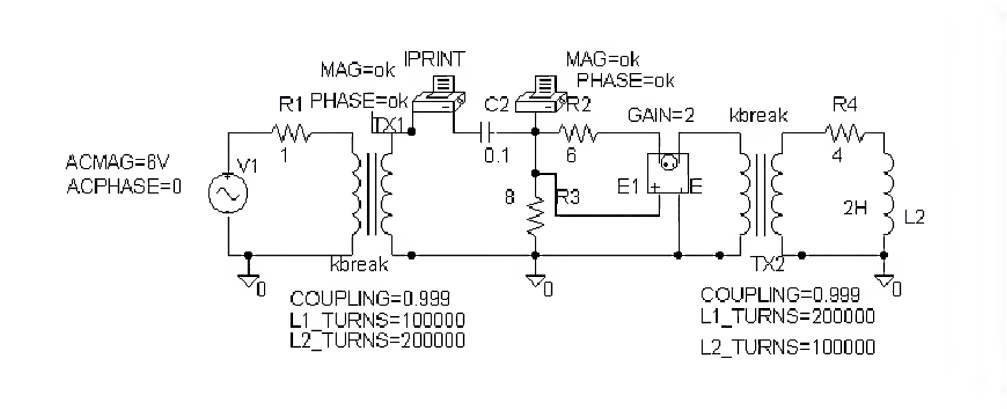 IPRINT
MAG=ok
MAG=ok
PHASE=ok
R1
PHASE=ok
C2
R2
R4
TX1
GAIN=2
kbreak
1
0.1
6
4
ACMAG=6V
V1
ACPHASE=0
E1
+
-
E
8
R3
2H
L2
kbreak
TX2
0
0
0
COUPLING=0.999
COUPLING=0.999
L1_TURNS=100000
L1_TURNS=200000
L2_TURNS=200000
L2_TURNS=100000